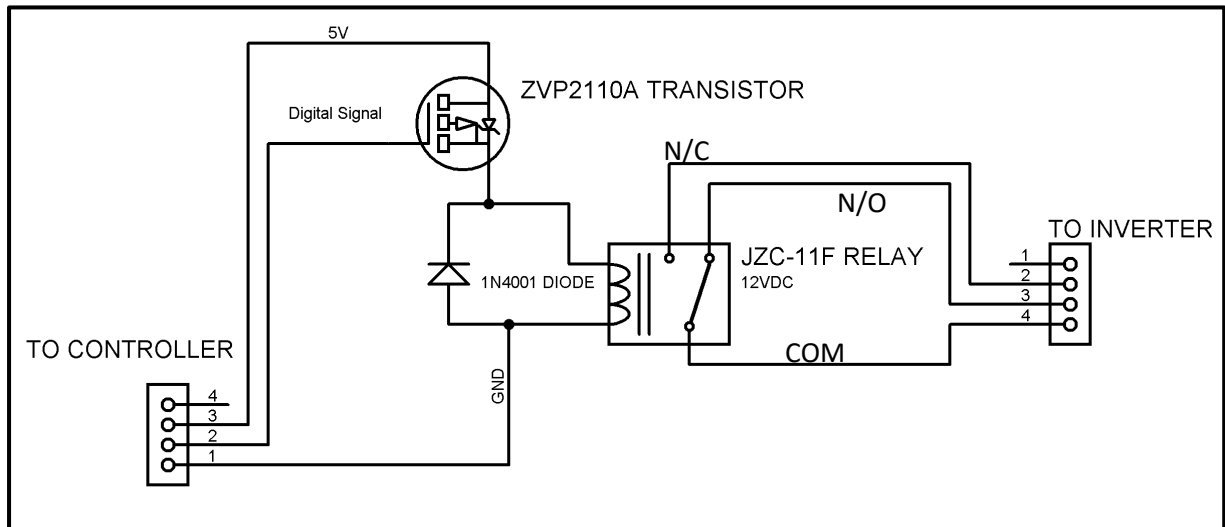 5V
ZVP2110A TRANSISTOR
Digital Signal
N/C
N/O
TO INVERTER
JZC-11F RELAY
12VDC
1N4001 DIODE
1
2
3
4
TO CONTROLLER
COM
GND
4
3
2
1